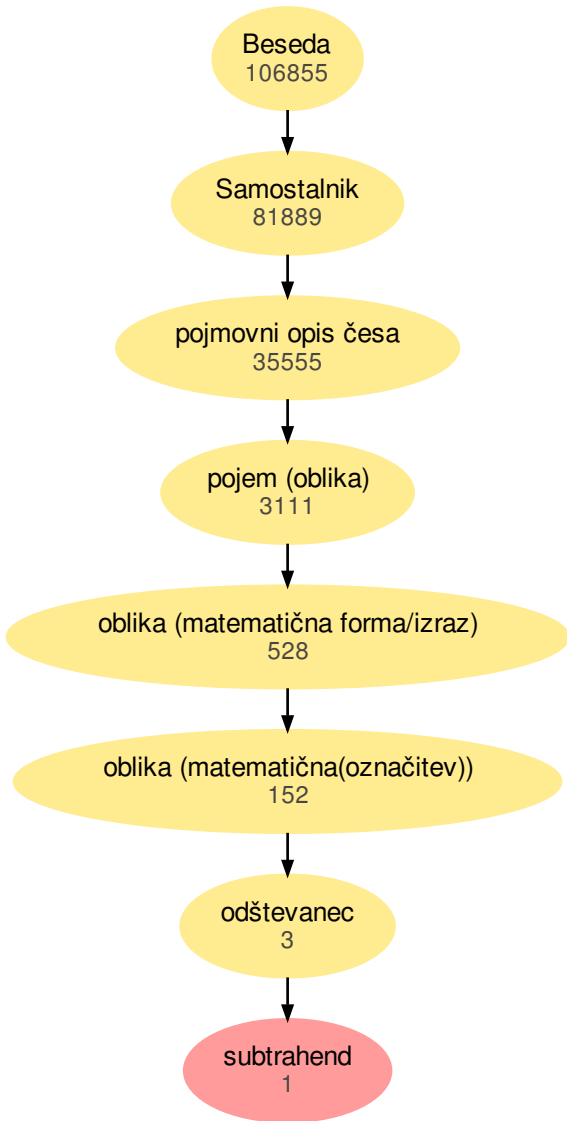 Beseda
106855
Samostalnik
81889
pojmovni opis česa
35555
pojem (oblika)
3111
oblika (matematična forma/izraz)
528
oblika (matematična(označitev))
152
odštevanec
3
subtrahend
1